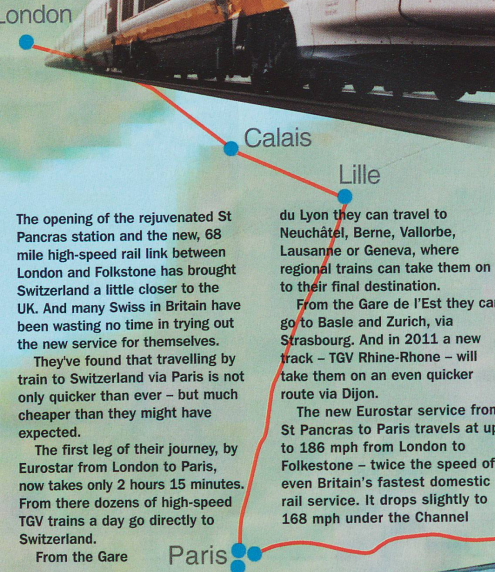 London
Calais
Lille
The opening of the rejuvenated St
Pancras station and the new, 68
mile high-speed rail link between
London and Folkstone has brought
Switzerland a little closer to the
UK. And many Swiss in Britain have
been wasting no time in trying out
the new service for themselves.
They've found that travelling by
train to Switzerland via Paris is not
only quicker than ever – but much
cheaper than they might have
expected.
The first leg of their journey, by
Eurostar from London to Paris,
now takes only 2 hours 15 minutes.
From there dozens of high-speed
TGV trains a day go directly to
Switzerland.
From the Gare
du Lyon they can travel to
Neuchâtel, Berne, Vallorbe,
Lausanne or Geneva, where
regional trains can take them on
to their final destination.
From the Gare de l'Est they can
go to Basle and Zurich, via
Strasbourg. And in 2011 a new
track – TGV Rhine-Rhone – will
take them on an even quicker
route via Dijon.
The new Eurostar service from
St Pancras to Paris travels at up
to 186 mph from London to
Folkestone – twice the speed of
even Britain's fastest domestic
rail service. It drops slightly to
168 mph under the Channel
Paris